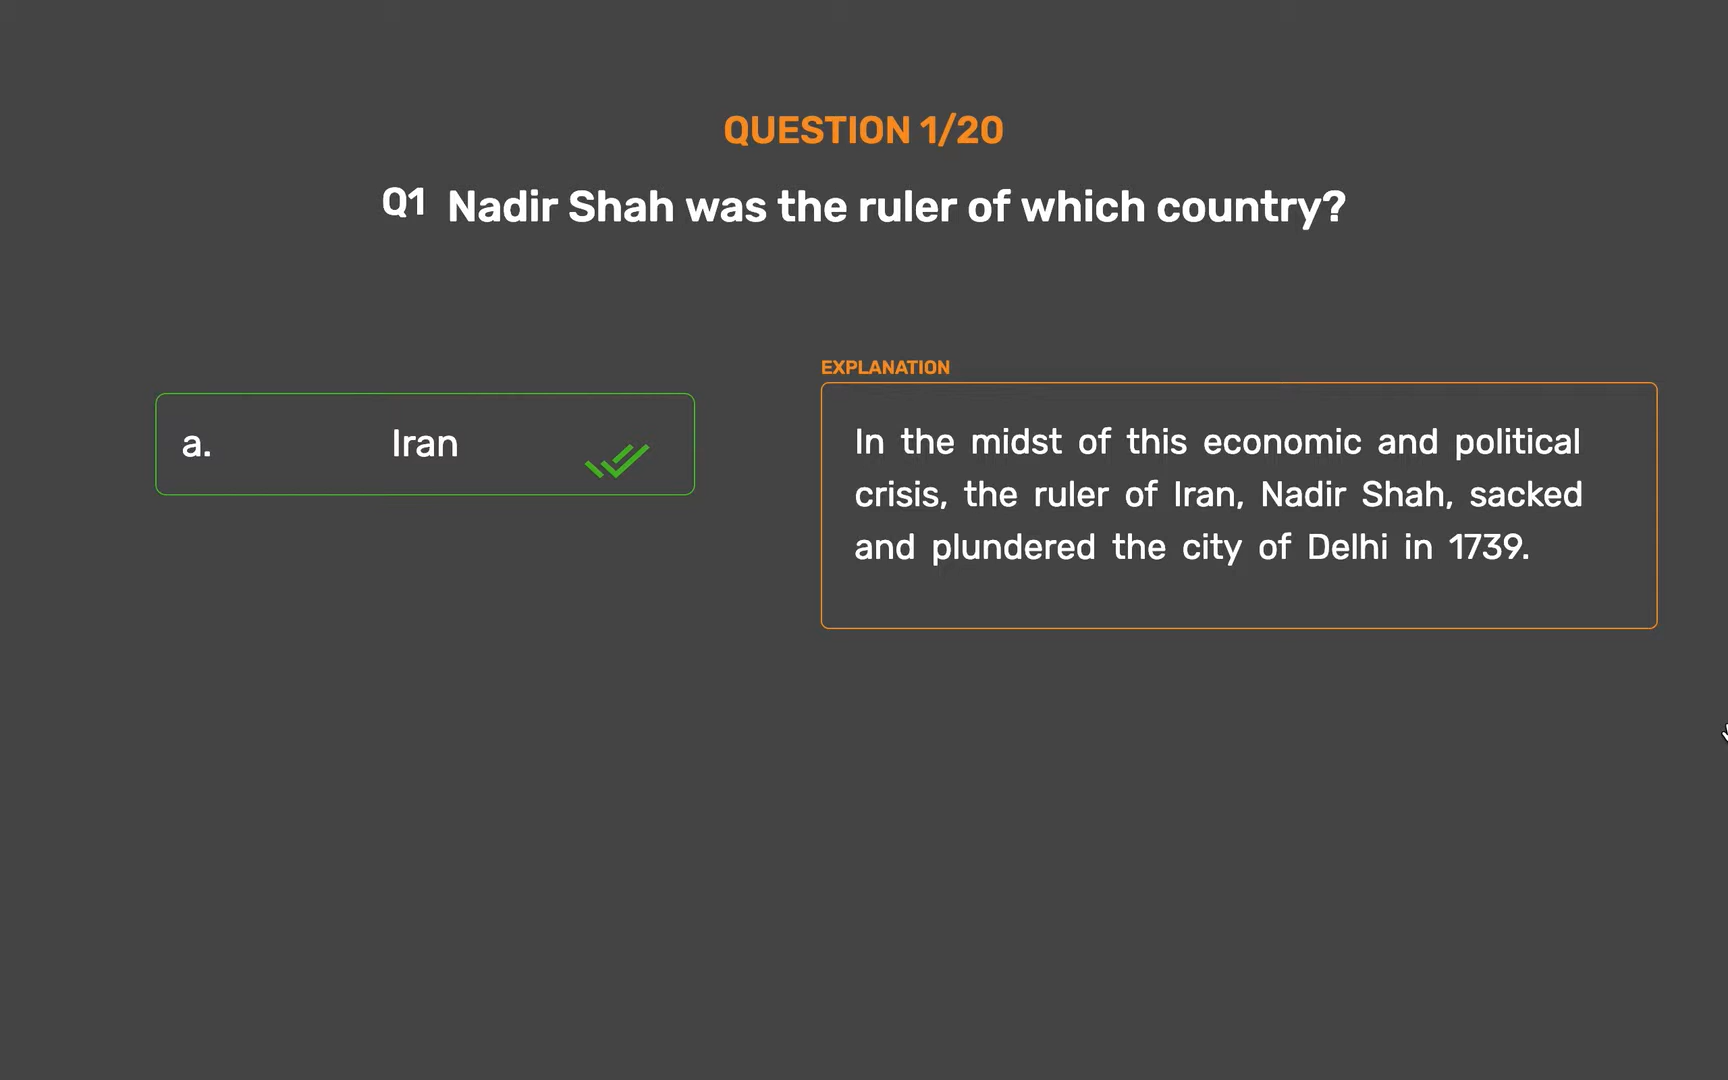 QUESTION 1/20
Q1 Nadir Shah was the ruler of which country?
a. Iran
EXPLANATION
In the midst of this economic and political
crisis, the ruler of Iran, Nadir Shah, sacked
and plundered the city of Delhi in 1739.